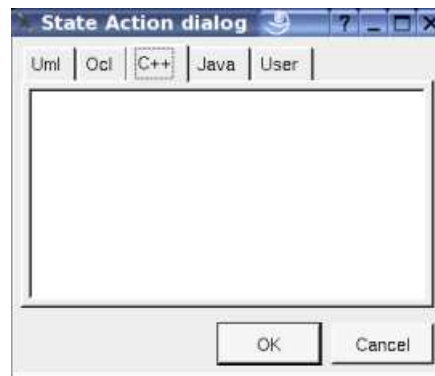 State Action dialog ?
Uml Ocl C++ Java User
OK Cancel